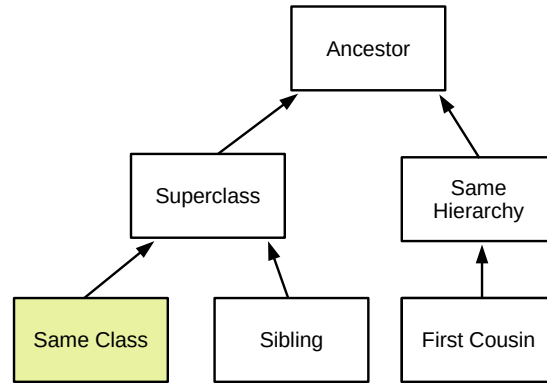 Ancestor
Superclass
Same
Hierarchy
Same Class
Sibling
First Cousin